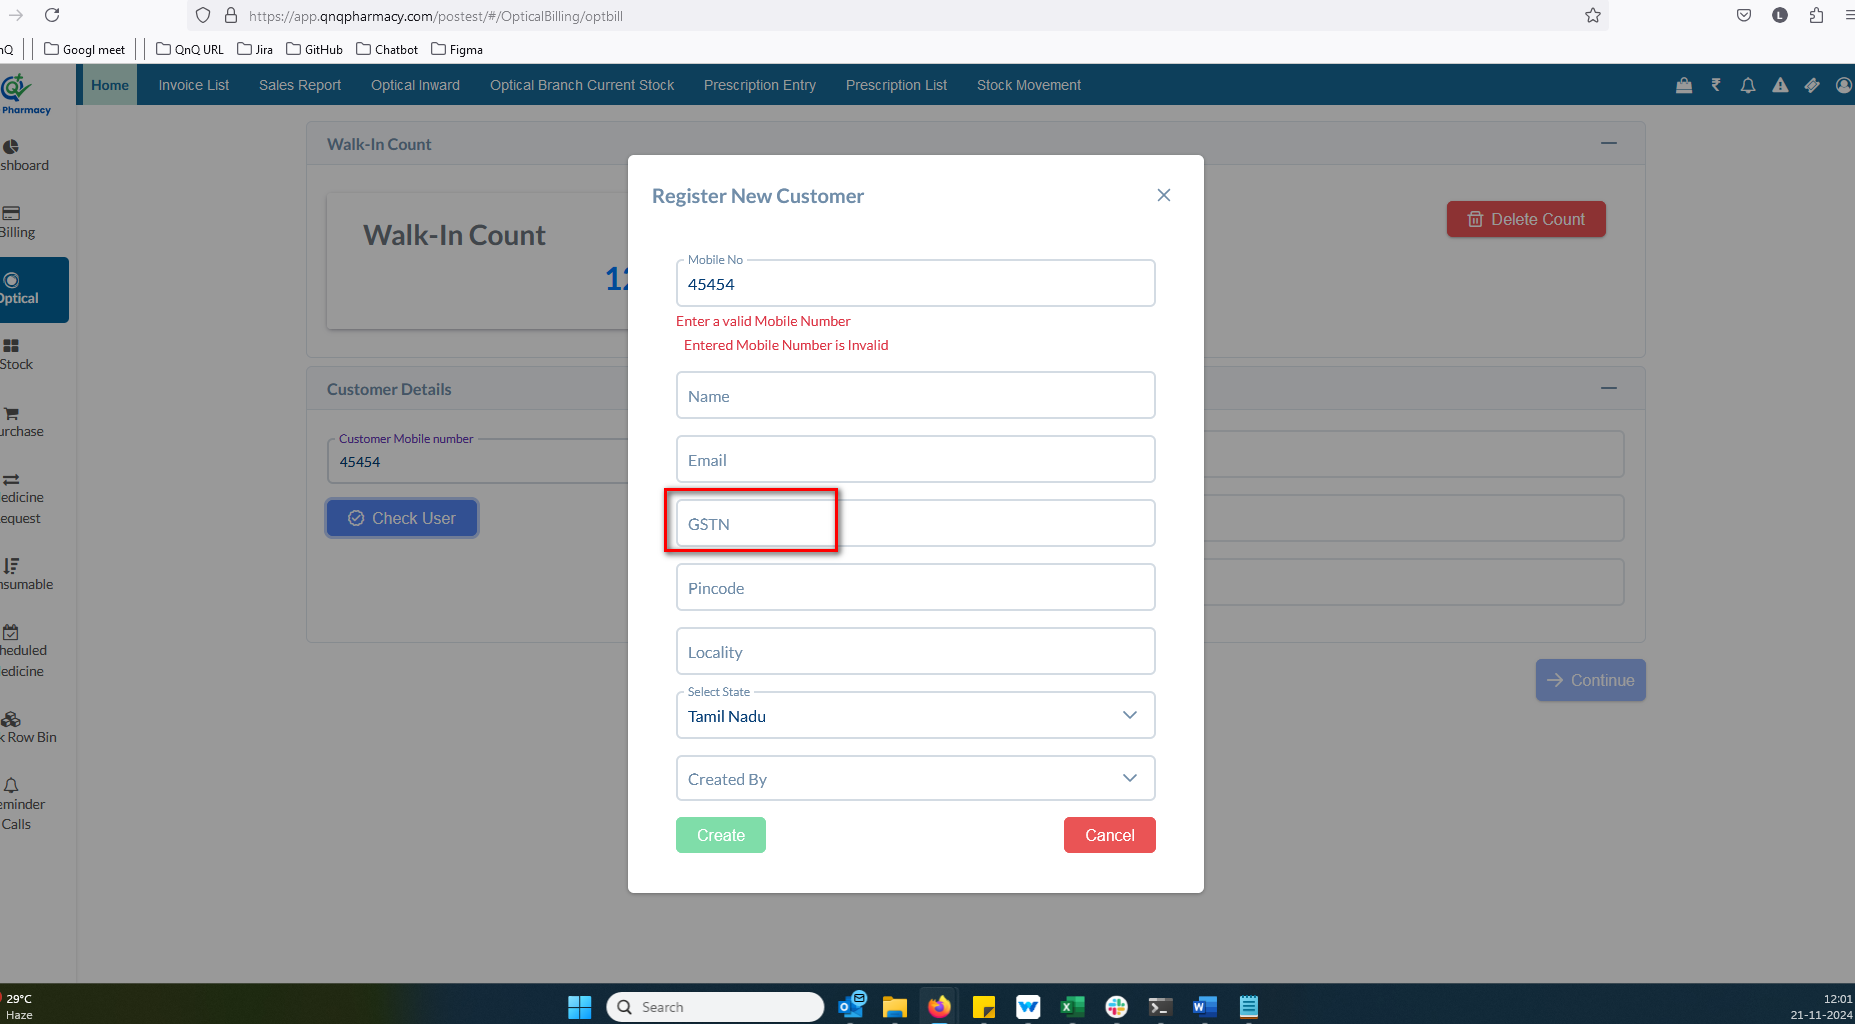 https://app.qnqpharmacy.com/postest/#/OpticalBilling/optbill
nQ
Googl meet
QnQ URL
Jira
GitHub
Chatbot
Figma
Pharmacy
Home
Invoice List
Sales Report
Optical Inward
Optical Branch Current Stock
Prescription Entry
Prescription List
Stock Movement
shboard
Billing
Optical
Stock
urchase
edicine
equest
nsumable
heduled
edicine
k Row Bin
eminder
Calls
Walk-In Count
Walk-In Count
12
Delete Count
Customer Details
Customer Mobile number
45454
Check User
Continue
Register New Customer
Mobile No
45454
Enter a valid Mobile Number
Entered Mobile Number is Invalid
Name
Email
GSTN
Pincode
Locality
Select State
Tamil Nadu
Created By
Create
Cancel
29°C
Haze
Search
12:01
21-11-2024